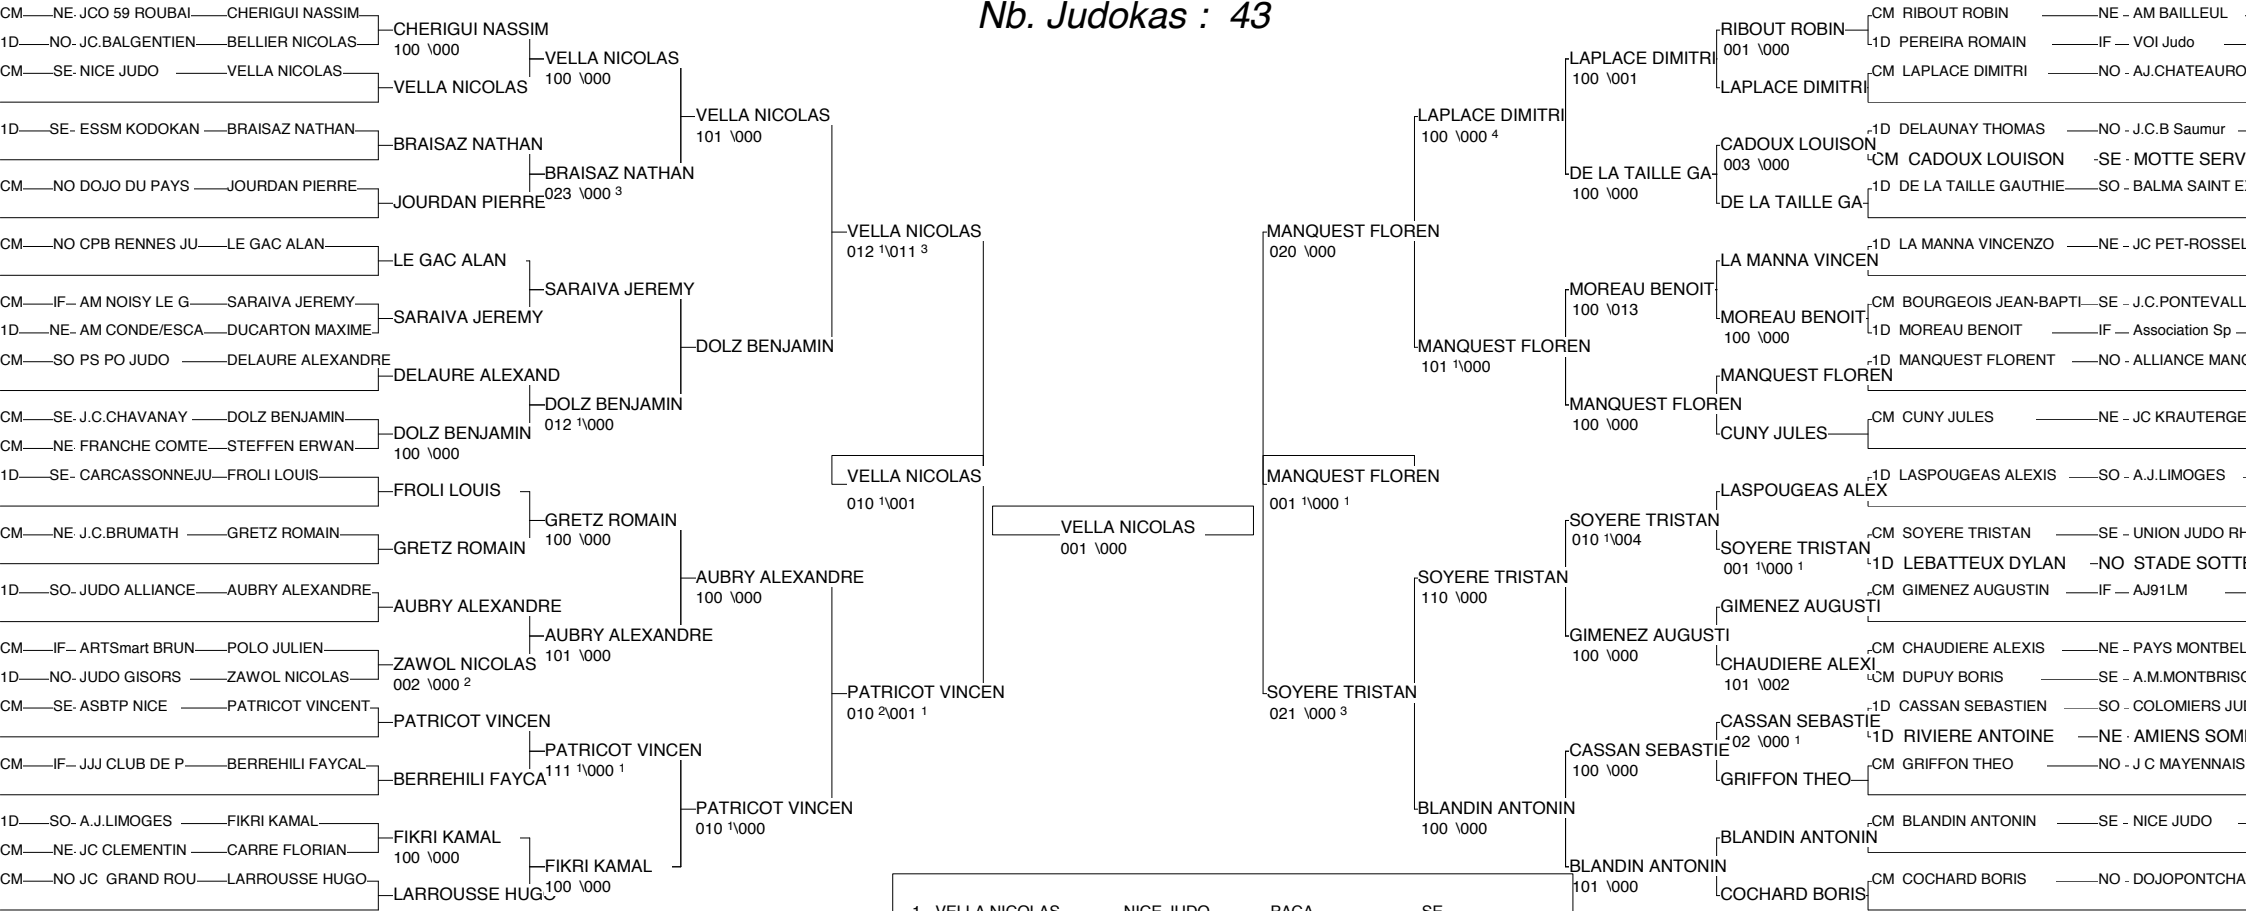 Nb. Judokas : 43
CM NE- JCO 59 ROUBAI CHERIGUI NASSIM
1D NO- JC.BALGENTIEN BELLIER NICOLAS
CM SE- NICE JUDO VELLA NICOLAS
1D SE- ESSM KODOKAN BRAISAZ NATHAN
CM NO DOJO DU PAYS JOURDAN PIERRE
CM NO CPB RENNES JU LE GAC ALAN
CM IF- AM NOISY LE G SARAIVA JEREMY
1D NE- AM CONDE/ESCA DUCARTON MAXIME
CM SO PS PO JUDO DELAURE ALEXANDRE
CM SE- J.C.CHAVANAY DOLZ BENJAMIN
CM NE- FRANCHE COMTE STEFFEN ERWAN
1D SE- CARCASSONNEJU FROLI LOUIS
CM NE- J.C.BRUMATH GRETZ ROMAIN
1D SO- JUDO ALLIANCE AUBRY ALEXANDRE
CM IF- ARTSmart BRUN POLO JULIEN
1D NO- JUDO GISORS ZAWOL NICOLAS
CM SE- ASBTP NICE PATRICOT VINCENT
CM IF- JJJ CLUB DE P BERREHILI FAYCAL
1D SO- A.J.LIMOGES FIKRI KAMAL
CM NE- JC CLEMENTIN CARRE FLORIAN
CM NO JC GRAND ROU LARROUSSE HUGO
CHERIGUI NASSIM
100 \000
VELLA NICOLAS
BRAISAZ NATHAN
JOURDAN PIERRE
LE GAC ALAN
SARAIVA JEREMY
DELAURE ALEXAND
DOLZ BENJAMIN
100 \000
FROLI LOUIS
GRETZ ROMAIN
AUBRY ALEXANDRE
ZAWOL NICOLAS
002 \000 2
PATRICOT VINCEN
BERREHILI FAYCA
FIKRI KAMAL
100 \000
LARROUSSE HUGO
VELLA NICOLAS
100 \000
BRAISAZ NATHAN
023 \000 3
SARAIVA JEREMY
DOLZ BENJAMIN
012 1\000
GRETZ ROMAIN
100 \000
AUBRY ALEXANDRE
101 \000
PATRICOT VINCEN
111 1\000 1
FIKRI KAMAL
100 \000
VELLA NICOLAS
101 \000
DOLZ BENJAMIN
AUBRY ALEXANDRE
100 \000
PATRICOT VINCEN
010 1\000
VELLA NICOLAS
012 1\011 3
VELLA NICOLAS
010 1\001
PATRICOT VINCEN
010 2\001 1
VELLA NICOLAS
001 \000
MANQUEST FLOREN
020 \000
MANQUEST FLOREN
001 1\000 1
SOYERE TRISTAN
021 \000 3
LAPLACE DIMITRI
100 \000 4
MANQUEST FLOREN
101 1\000
SOYERE TRISTAN
110 \000
BLANDIN ANTONIN
100 \000
LAPLACE DIMITRI
100 \001
DE LA TAILLE GA
100 \000
MOREAU BENOIT
100 \013
MANQUEST FLOREN
100 \000
SOYERE TRISTAN
010 1\004
GIMENEZ AUGUSTI
100 \000
CASSAN SEBASTIE
100 \000
BLANDIN ANTONIN
101 \000
RIBOUT ROBIN
001 \000
LAPLACE DIMITRI
CADOUX LOUISON
003 \000
DE LA TAILLE GA
LA MANNA VINCEN
MOREAU BENOIT
100 \000
MANQUEST FLOREN
CUNY JULES
LASPOUGEAS ALEX
SOYERE TRISTAN
001 1\000 1
GIMENEZ AUGUSTI
CHAUDIERE ALEXI
101 \002
CASSAN SEBASTIE
102 \000 1
GRIFFON THEO
BLANDIN ANTONIN
COCHARD BORIS
CM RIBOUT ROBIN NE - AM BAILLEUL
1D PEREIRA ROMAIN IF - VOI Judo
CM LAPLACE DIMITRI NO - AJ.CHATEAURO
1D DELAUNAY THOMAS NO - J.C.B Saumur
CM CADOUX LOUISON -SE - MOTTE SERV
1D DE LA TAILLE GAUTHIE SO - BALMA SAINT E
1D LA MANNA VINCENZO NE - JC PET-ROSSEL
CM BOURGEOIS JEAN-BAPTI SE - J.C.PONTEVALL
1D MOREAU BENOIT IF - Association Sp
1D MANQUEST FLORENT NO - ALLIANCE MAN
CM CUNY JULES NE - JC KRAUTERGE
1D LASPOUGEAS ALEXIS SO - A.J.LIMOGES
CM SOYERE TRISTAN SE - UNION JUDO RH
1D LEBATTEUX DYLAN NO STADE SOTTE
CM GIMENEZ AUGUSTIN IF - AJ91LM
CM CHAUDIERE ALEXIS NE - PAYS MONTBEL
CM DUPUY BORIS SE - A.M.MONTBRIS
1D CASSAN SEBASTIEN SO - COLOMIERS JU
1D RIVIERE ANTOINE NE - AMIENS SOM
CM GRIFFON THEO NO - J C MAYENNAIS
CM BLANDIN ANTONIN SE - NICE JUDO
CM COCHARD BORIS NO - DOJOPONTCHA
1 VELLA NICOLAS NICE JUDO PACA SE